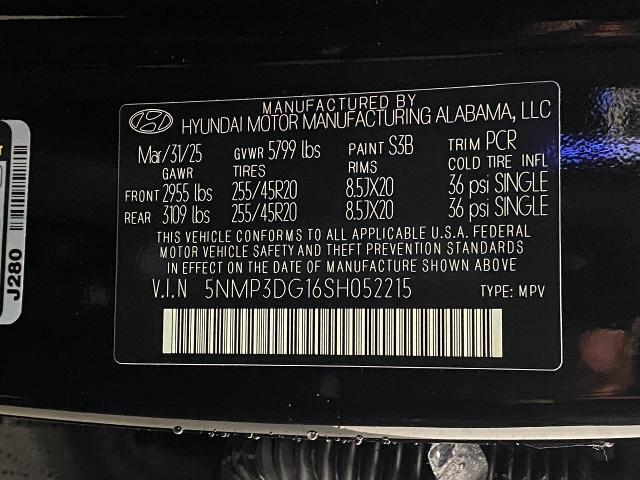 MANUFACTURED BY
HYUNDAI MOTOR MANUFACTURING ALABAMA, LLC
Mar/31/25 GVWR 5799 lbs PAINT S3B TRIM PCR
GAWR TIRES RIMS COLD TIRE INFL
FRONT 2955 lbs 255/45R20 8.5JX20 36 psi SINGLE
REAR 3109 lbs 255/45R20 8.5JX20 36 psi SINGLE
THIS VEHICLE CONFORMS TO ALL APPLICABLE U.S.A. FEDERAL
MOTOR VEHICLE SAFETY AND THEFT PREVENTION STANDARDS
IN EFFECT ON THE DATE OF MANUFACTURE SHOWN ABOVE
V.I.N 5NMP3DG16SH052215 TYPE: MPV
J280